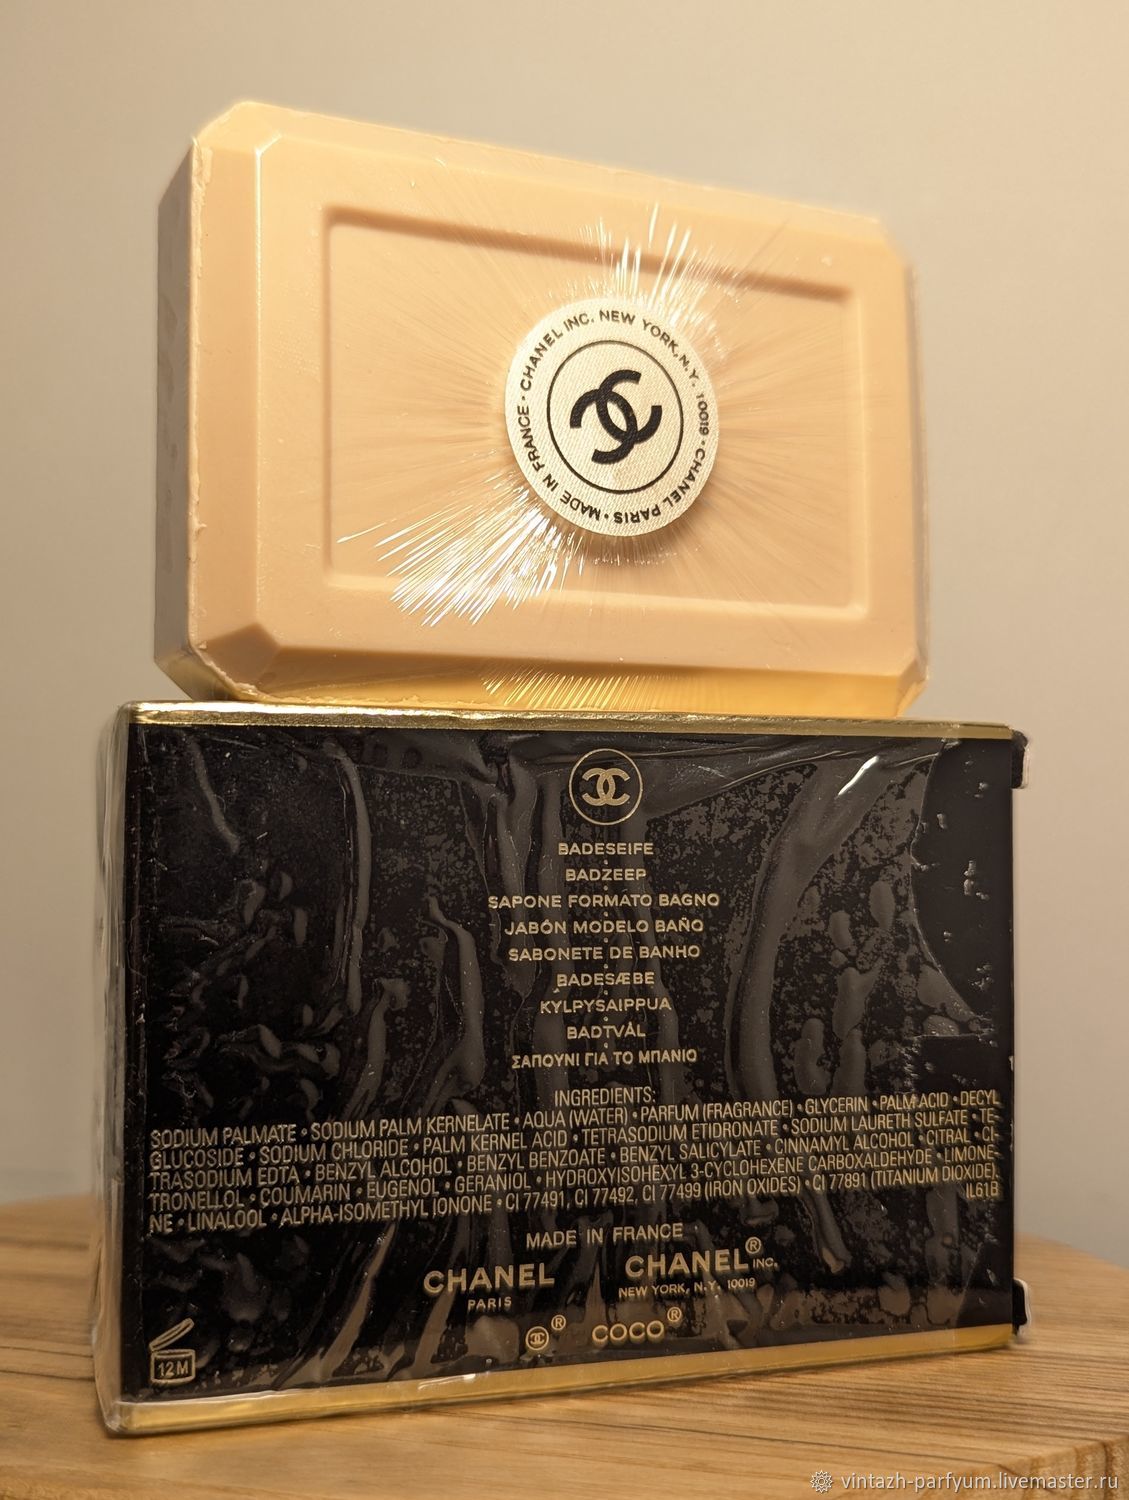 CHANEL INC. NEW YORK, N.Y. 10019 • CHANEL PARIS • MADE IN FRANCE •
BADESEIFE
BADZEEP
SAPONE FORMATO BAGNO
JABÓN MODELO BAÑO
SABONETE DE BANHO
BADESÆBE
KYLPYSAIPPUA
BADTVÅL
ΣΑΠΟΥΝΙ ΓΙΑ ΤΟ ΜΠΑΝΙΟ
INGREDIENTS:
SODIUM PALMATE • SODIUM PALM KERNELATE • AQUA (WATER) • PARFUM (FRAGRANCE) • GLYCERIN • PALM ACID • DECYL
GLUCOSIDE • SODIUM CHLORIDE • PALM KERNEL ACID • TETRASODIUM ETIDRONATE • SODIUM LAURETH SULFATE • TE-
TRASODIUM EDTA • BENZYL ALCOHOL • BENZYL BENZOATE • BENZYL SALICYLATE • CINNAMYL ALCOHOL • CITRAL • CI-
TRONELLOL • COUMARIN • EUGENOL • GERANIOL • HYDROXYISOHEXYL 3-CYCLOHEXENE CARBOXALDEHYDE • LIMONE-
NE • LINALOOL • ALPHA-ISOMETHYL IONONE • CI 77491, CI 77492, CI 77499 (IRON OXIDES) • CI 77891 (TITANIUM DIOXIDE).
IL61B
MADE IN FRANCE
CHANEL CHANEL® INC.
PARIS NEW YORK, N.Y. 10019
® COCO®
12M
vintazh-parfyum.livemaster.ru